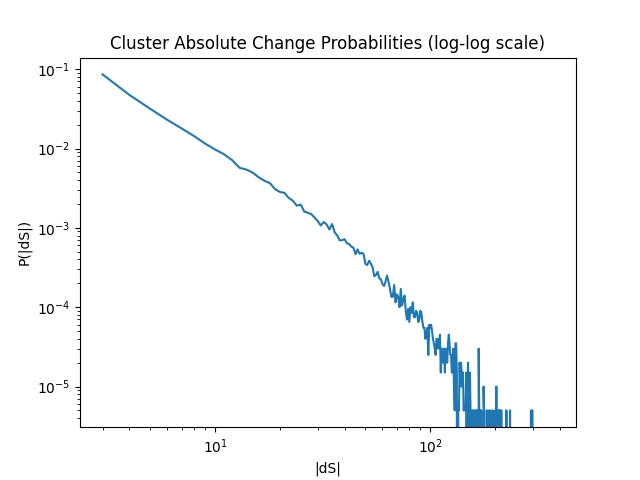 Cluster Absolute Change Probabilities (log-log scale)
10⁻¹
10⁻²
10⁻³
10⁻⁴
10⁻⁵
P(|dS|)
10¹
10²
|dS|